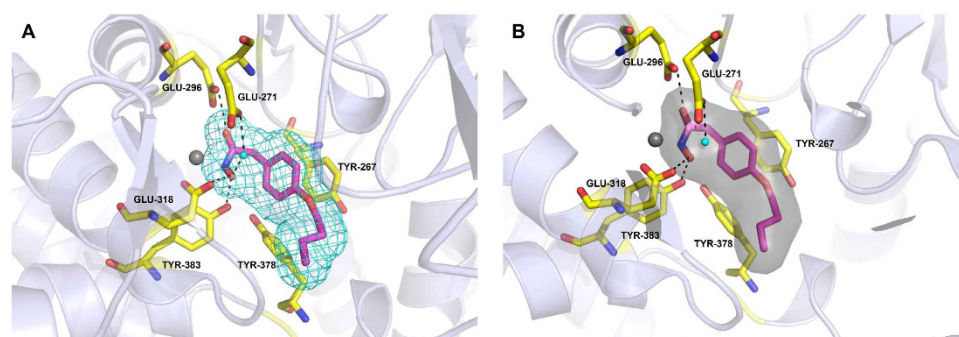 A
GLU-296
GLU-271
TYR-267
GLU-318
TYR-383
TYR-378
B
GLU-296
GLU-271
TYR-267
GLU-318
TYR-383
TYR-378